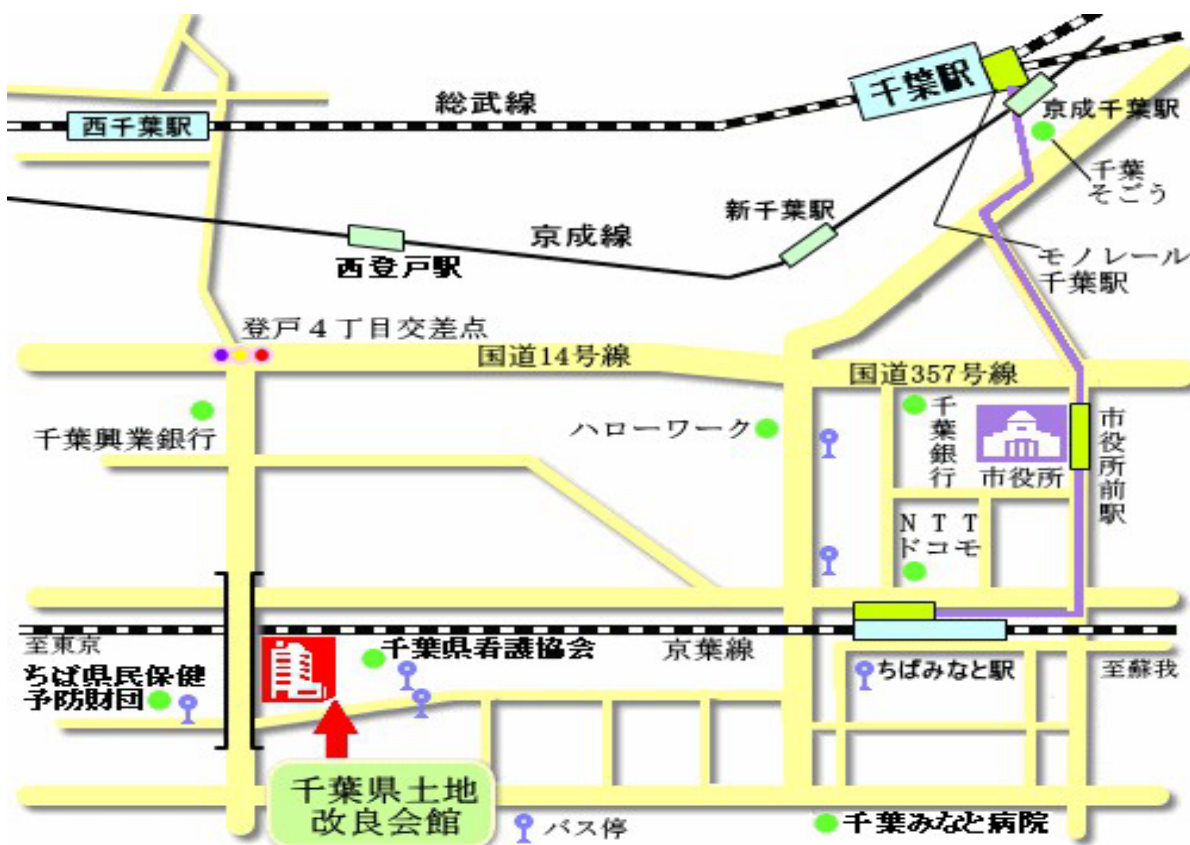 総武線
西千葉駅
千葉駅
京成千葉駅
千葉
そごう
新千葉駅
京成線
西登戸駅
モノレール
千葉駅
登戸4丁目交差点
国道14号線
国道357号線
千葉興業銀行
ハローワーク
千葉銀行
市役所
市役所前駅
NTT
ドコモ
至東京
ちば県民保健
予防財団
千葉県看護協会
京葉線
ちばみなと駅
至蘇我
千葉県土地
改良会館
バス停
千葉みなと病院